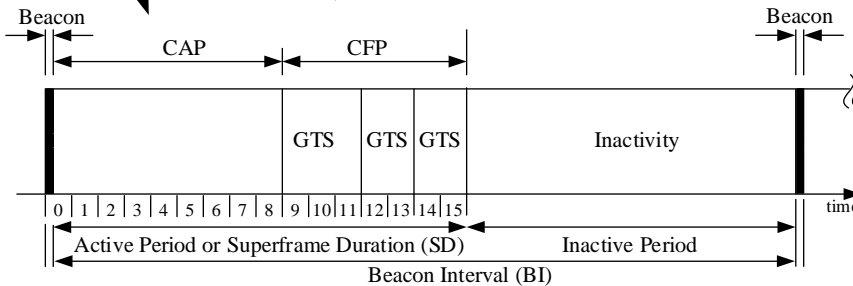 Beacon Beacon
CAP CFP
GTS GTS GTS Inactivity
0 1 2 3 4 5 6 7 8 9 10 11 12 13 14 15 time
Active Period or Superframe Duration (SD) Inactive Period
Beacon Interval (BI)